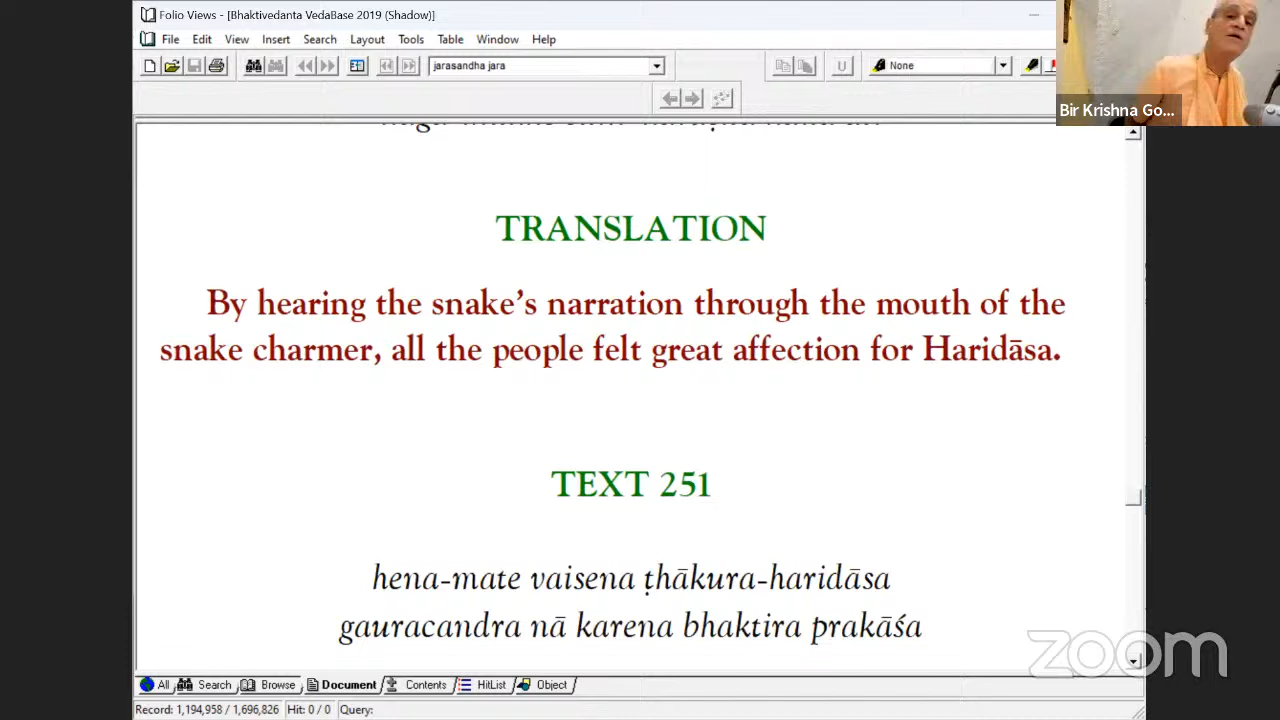 Folio Views - [Bhaktivedanta VedaBase 2019 (Shadow)]
File Edit View Insert Search Layout Tools Table Window Help
jarasandha jara
U
None
Bir Krishna Go...
TRANSLATION
By hearing the snake’s narration through the mouth of the
snake charmer, all the people felt great affection for Haridāsa.
TEXT 251
hena-mate vaisena ṭhākura-haridāsa
gauracandra nā karena bhaktira prakāśa
zoom
All Search Browse Document Contents HitList Object
Record: 1,194,958 / 1,696,826 Hit: 0 / 0 Query: